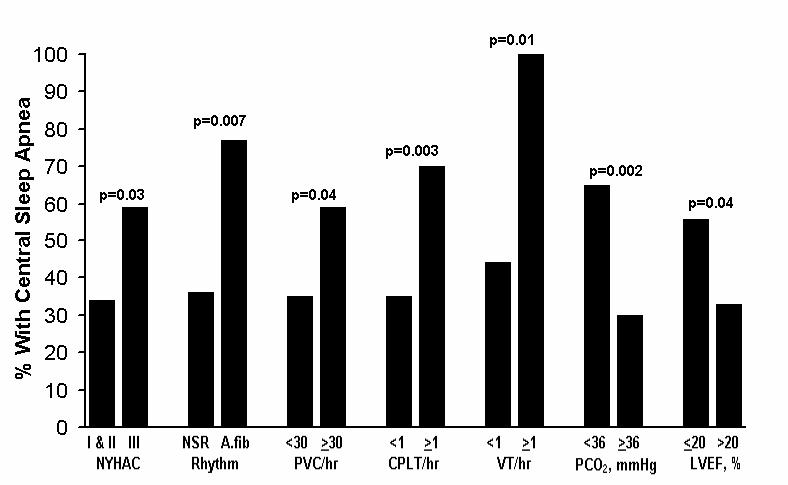 % With Central Sleep Apnea
100
90
80
70
60
50
40
30
20
10
0
p=0.03
p=0.007
p=0.04
p=0.003
p=0.01
p=0.002
p=0.04
I & II III
NYHAC
NSR A.fib
Rhythm
<30 ≥30
PVC/hr
<1 ≥1
CPLT/hr
<1 ≥1
VT/hr
<36 ≥36
PCO₂, mmHg
≤20 >20
LVEF, %